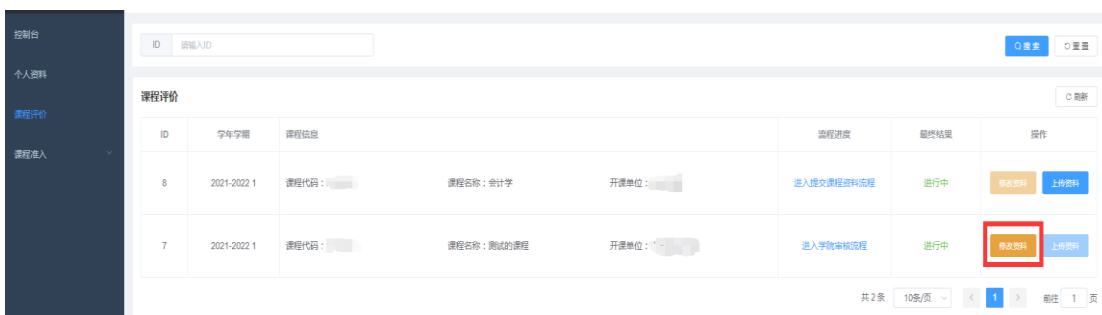 控制台
ID 请输入ID 搜索 重置
个人资料
课程评价 刷新
课程评价
ID 学年学期 课程信息 流程进度 最终结果 操作
课程准入
8 2021-2022 1 课程代码： 课程名称：会计学 开课单位： 进入提交课程资料流程 进行中 修改资料 上传资料
7 2021-2022 1 课程代码： 课程名称：测试的课程 开课单位： 进入学院审核流程 进行中 修改资料 上传资料
共2条 10条/页 1 前往 1 页